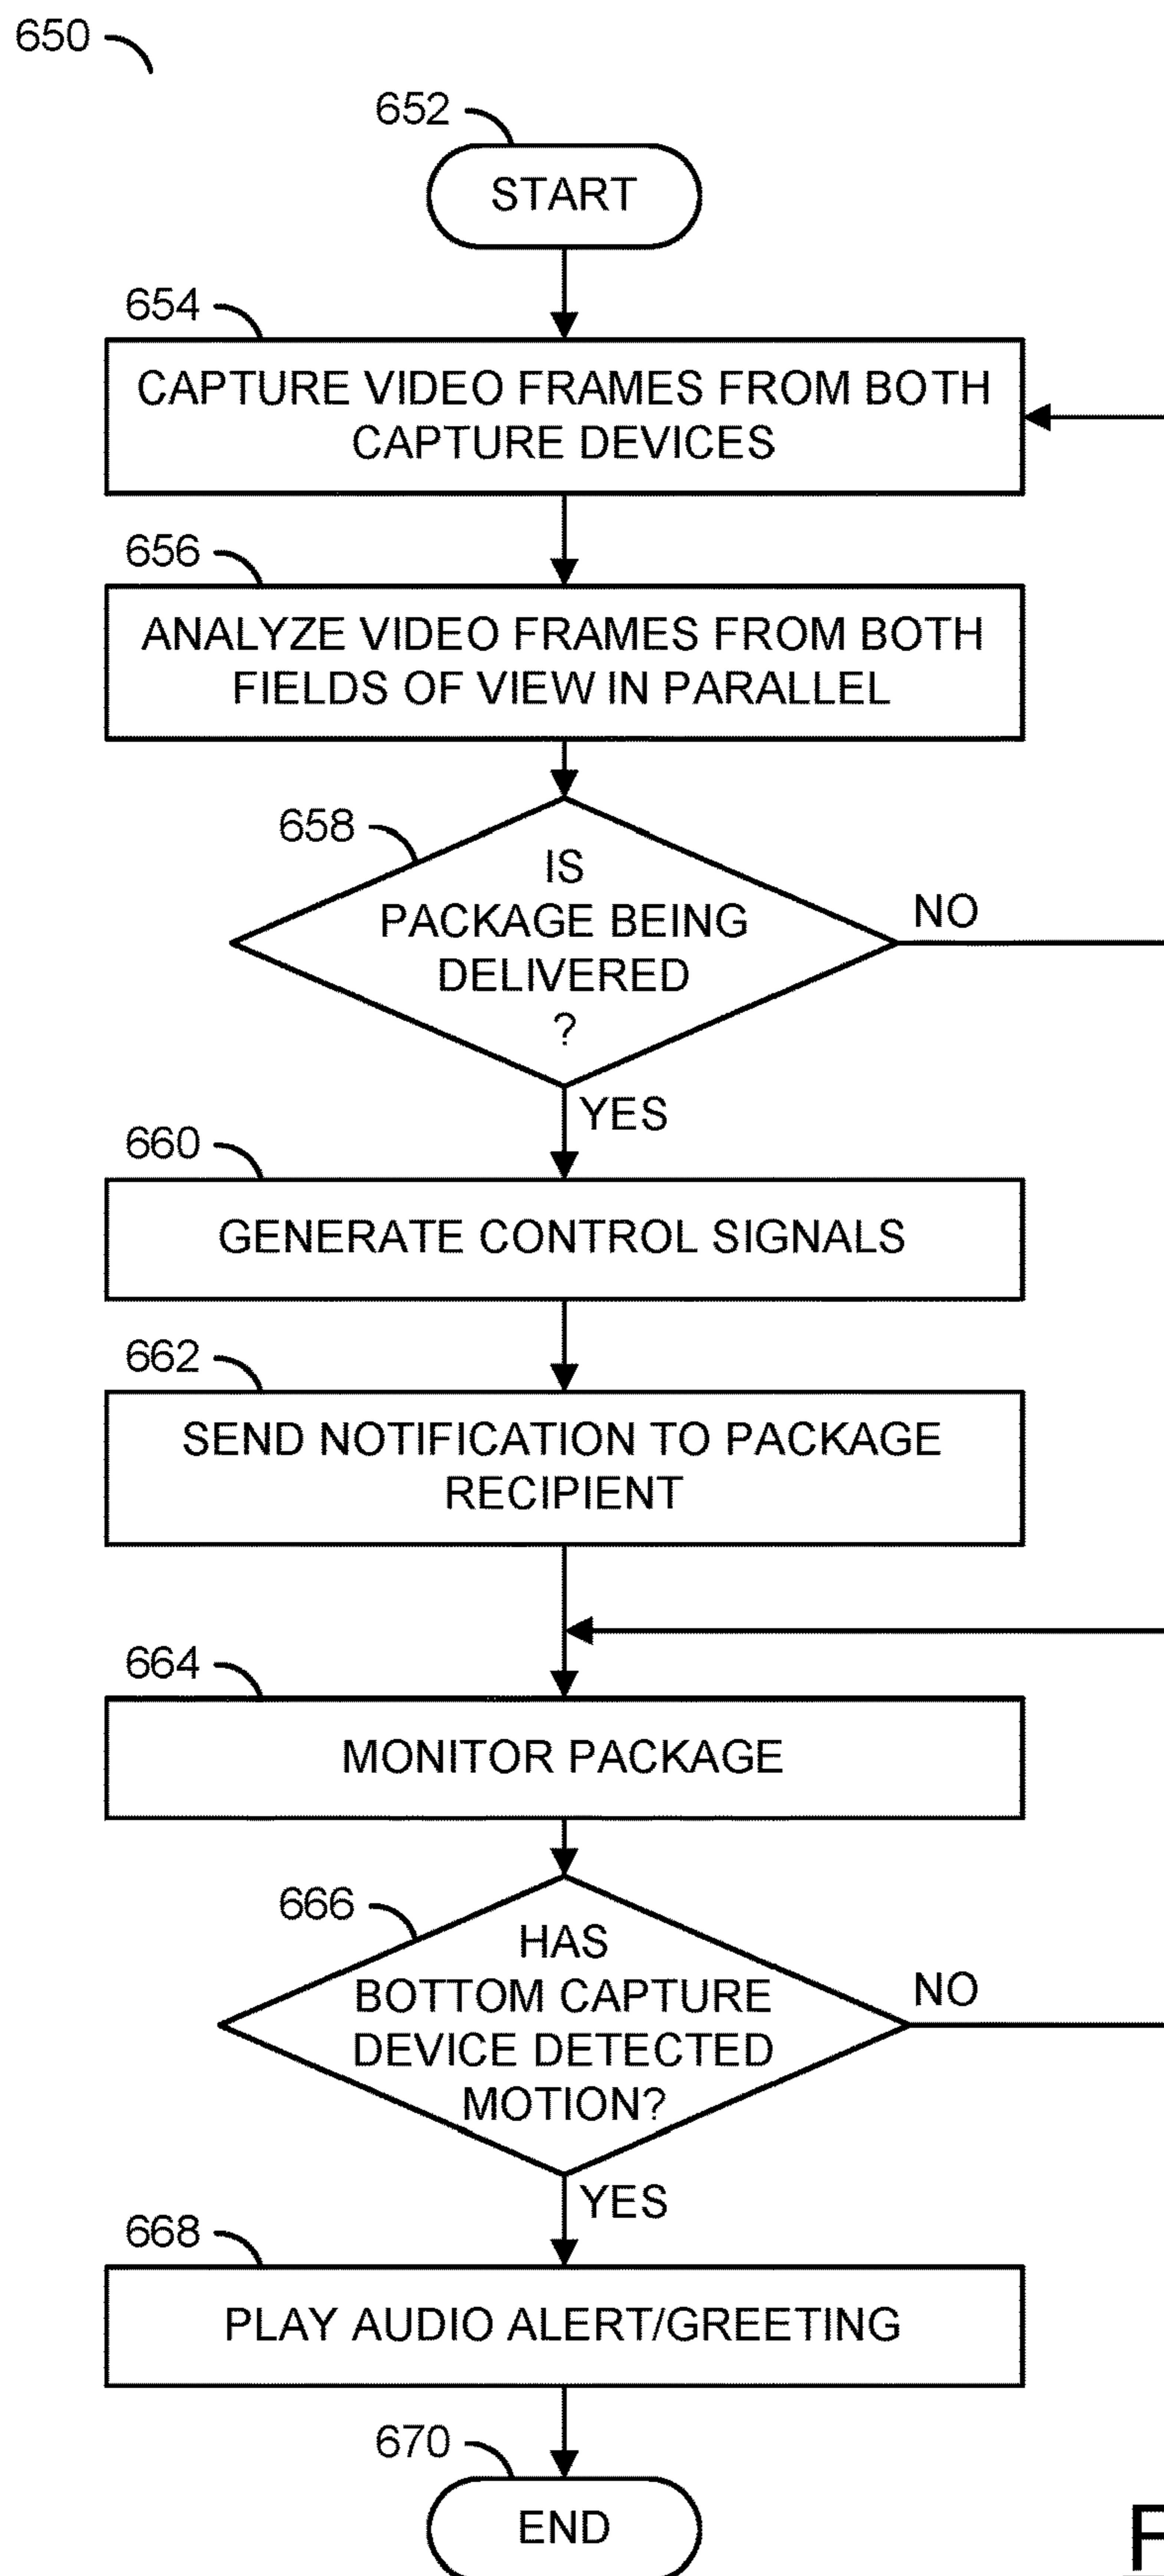 650
652
START
654
CAPTURE VIDEO FRAMES FROM BOTH
CAPTURE DEVICES
656
ANALYZE VIDEO FRAMES FROM BOTH
FIELDS OF VIEW IN PARALLEL
658
IS
PACKAGE BEING
DELIVERED
?
NO
YES
660
GENERATE CONTROL SIGNALS
662
SEND NOTIFICATION TO PACKAGE
RECIPIENT
664
MONITOR PACKAGE
666
HAS
BOTTOM CAPTURE
DEVICE DETECTED
MOTION?
NO
YES
668
PLAY AUDIO ALERT/GREETING
670
END